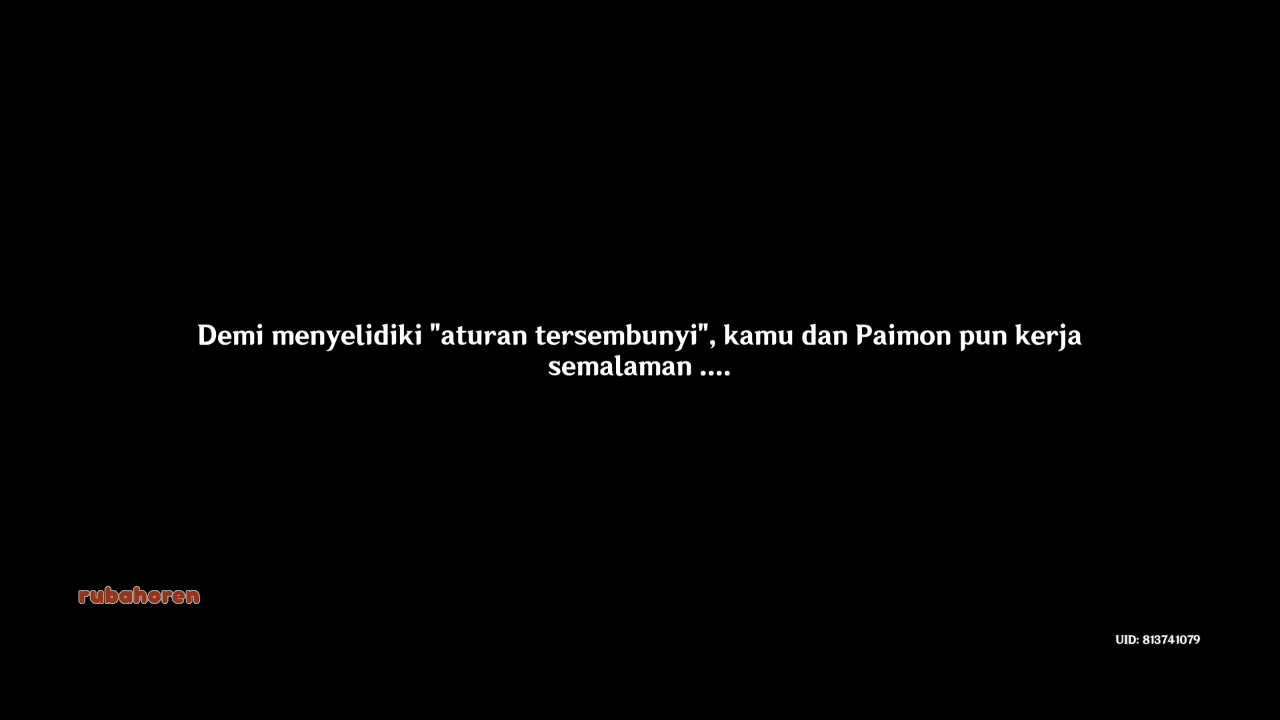 Demi menyelidiki "aturan tersembunyi", kamu dan Paimon pun kerja
semalaman ....
rubahoren
UID: 813741079